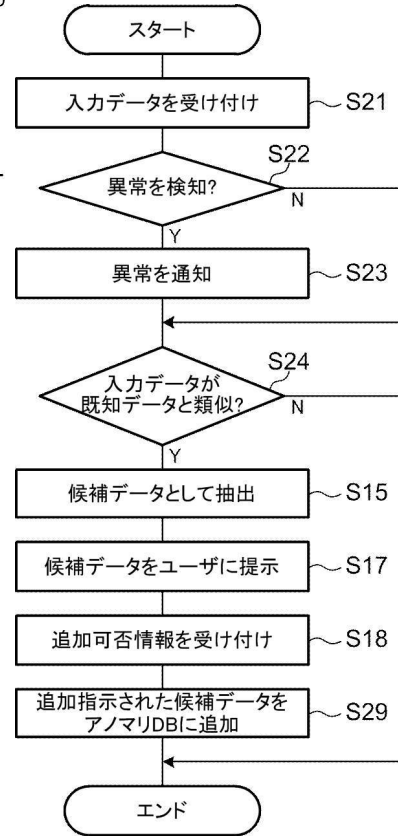 スタート
入力データを受け付け
S21
異常を検知?
S22
N
Y
異常を通知
S23
入力データが
既知データと類似?
S24
N
Y
候補データとして抽出
S15
候補データをユーザに提示
S17
追加可否情報を受け付け
S18
追加指示された候補データを
アノマリDBに追加
S29
エンド